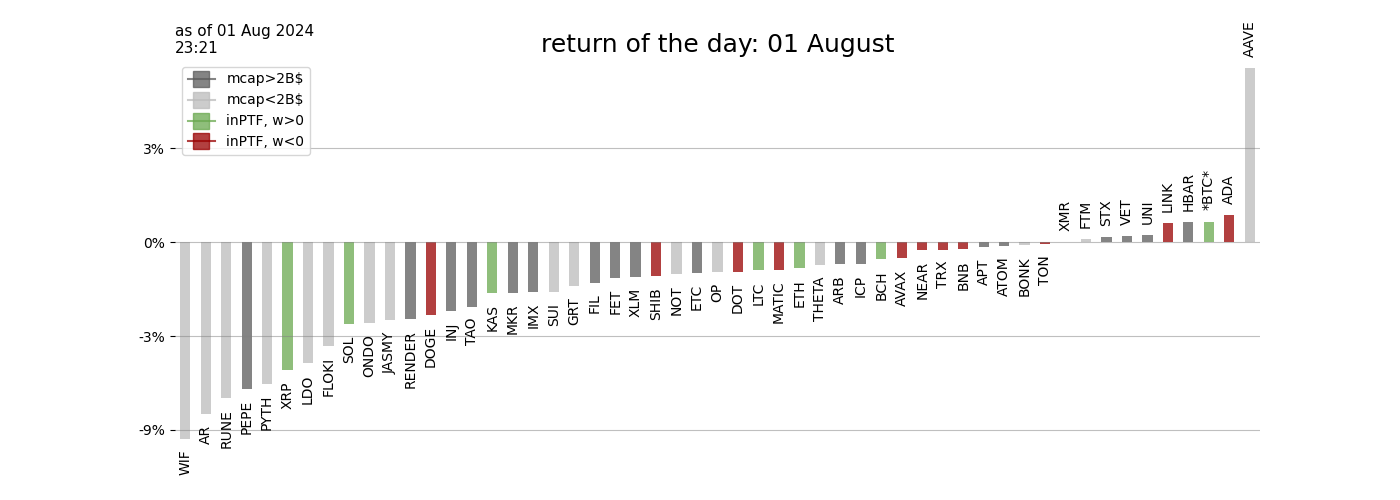 as of 01 Aug 2024
23:21
return of the day: 01 August
mcap>2B$
mcap<2B$
inPTF, w>0
inPTF, w<0
3%
0%
-3%
-9%
WIF
AR
RUNE
PEPE
PYTH
XRP
LDO
FLOKI
SOL
ONDO
JASMY
RENDER
DOGE
INJ
TAO
KAS
MKR
IMX
SUI
GRT
FIL
FET
XLM
SHIB
NOT
ETC
OP
DOT
LTC
MATIC
ETH
THETA
ARB
ICP
BCH
AVAX
NEAR
TRX
BNB
APT
ATOM
BONK
TON
XMR
FTM
STX
VET
UNI
LINK
HBAR
*BTC*
ADA
AAVE